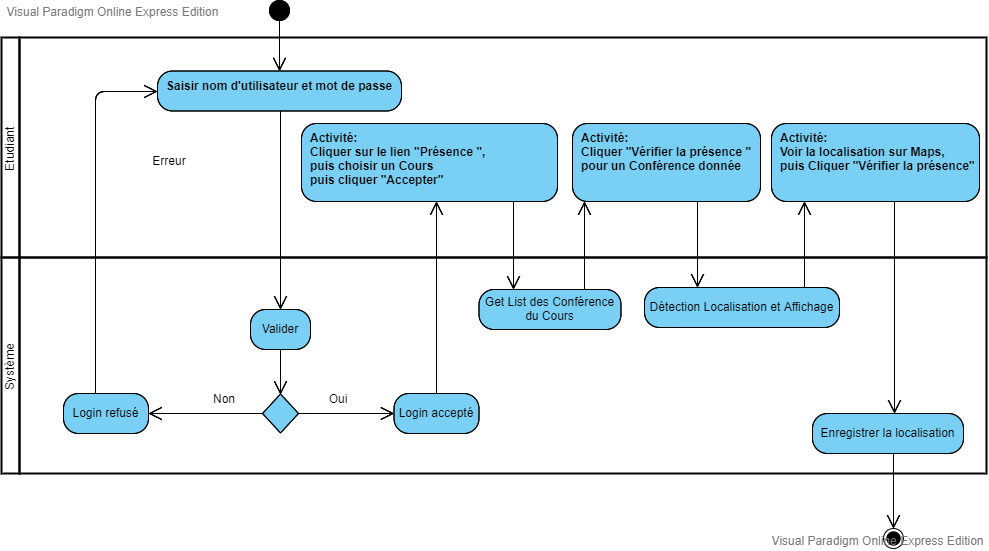 Visual Paradigm Online Express Edition
Etudiant
Saisir nom d'utilisateur et mot de passe
Erreur
Activité:
Cliquer sur le lien "Présence ",
puis choisir un Cours
puis cliquer "Accepter"
Activité:
Cliquer "Vérifier la présence "
pour un Conférence donnée
Activité:
Voir la localisation sur Maps,
puis Cliquer "Vérifier la présence"
Système
Get List des Conférence
du Cours
Détection Localisation et Affichage
Valider
Non
Oui
Login refusé
Login accepté
Enregistrer la localisation
Visual Paradigm Online Express Edition